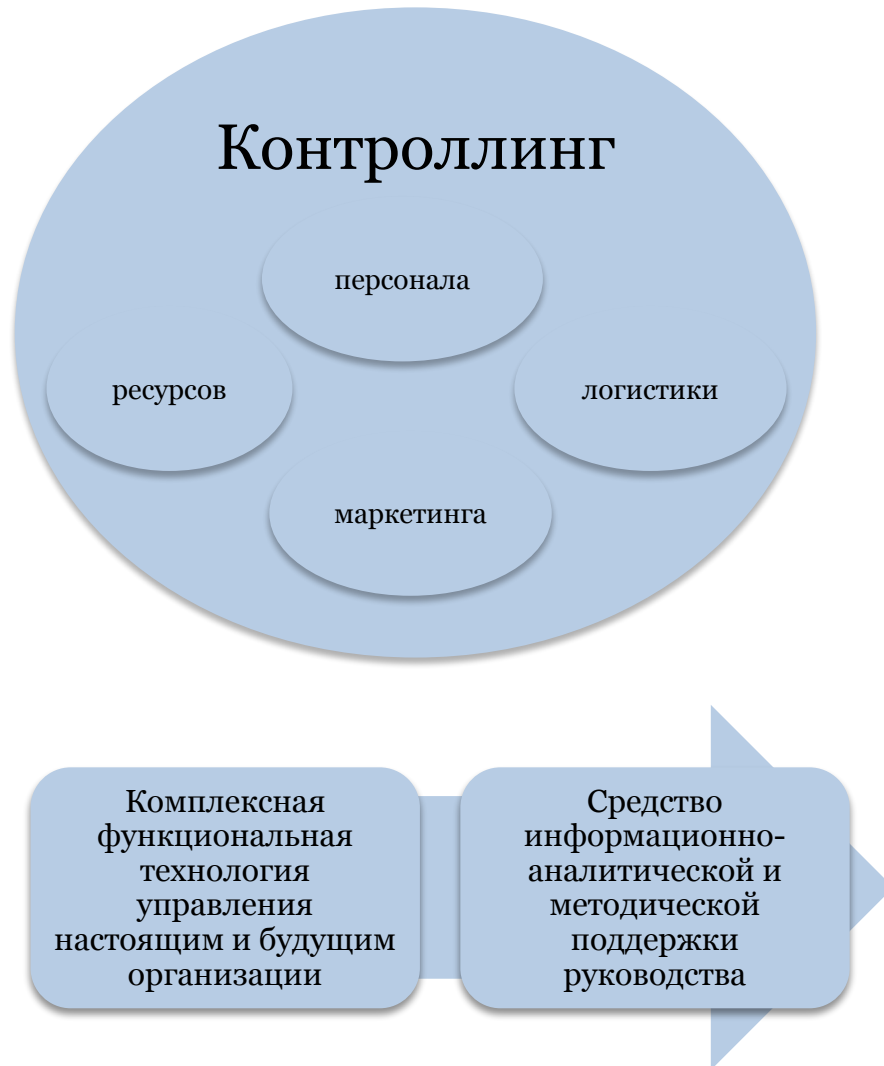 Контроллинг
персонала
ресурсов
логистики
маркетинга
Комплексная
функциональная
технология
управления
настоящим и будущим
организации
Средство
информационно-
аналитической и
методической
поддержки
руководства